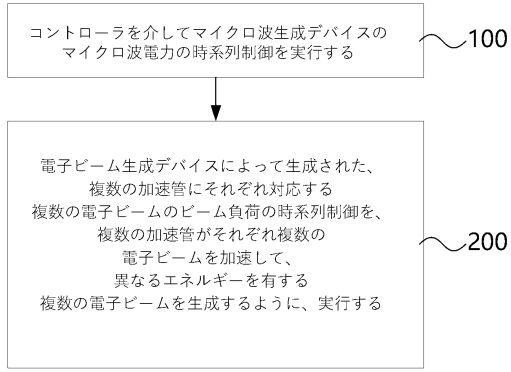 コントローラを介してマイクロ波生成デバイスの
マイクロ波電力の時系列制御を実行する
100
電子ビーム生成デバイスによって生成された、
複数の加速管にそれぞれ対応する
複数の電子ビームのビーム負荷の時系列制御を、
複数の加速管がそれぞれ複数の
電子ビームを加速して、
異なるエネルギーを有する
複数の電子ビームを生成するように、実行する
200